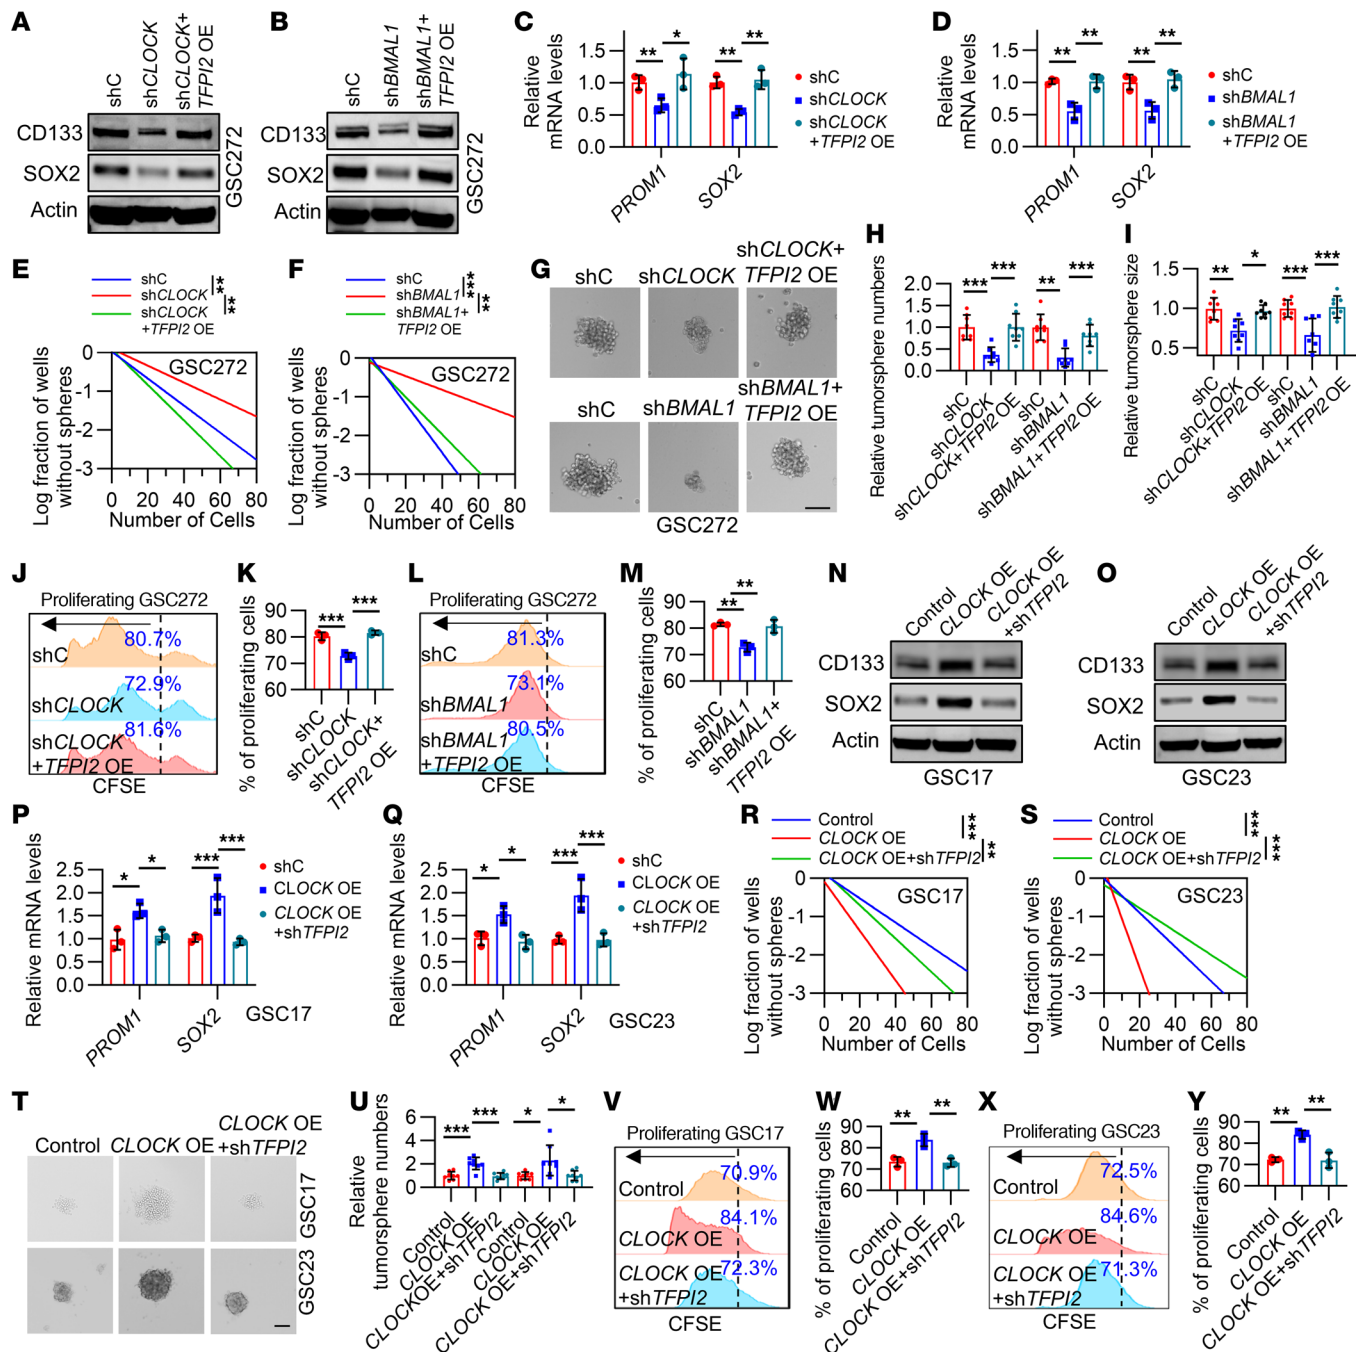 A
shC
shCLOCK
shCLOCK+
TFPI2 OE
CD133
SOX2
Actin
GSC272
B
shC
shBMAL1
shBMAL1+
TFPI2 OE
CD133
SOX2
Actin
GSC272
C
Relative
mRNA levels
1.5
1.0
0.5
0.0
** *
** **
PROM1
SOX2
shC
shCLOCK
shCLOCK
+TFPI2 OE
D
Relative
mRNA levels
1.5
1.0
0.5
0.0
** **
** **
PROM1
SOX2
shC
shBMAL1
shBMAL1
+TFPI2 OE
E
shC
shCLOCK
shCLOCK
+TFPI2 OE
**
**
GSC272
Log fraction of wells
without spheres
0
-1
-2
-3
0 20 40 60 80
Number of Cells
F
shC
shBMAL1
shBMAL1+
TFPI2 OE
***
**
GSC272
Log fraction of wells
without spheres
0
-1
-2
-3
0 20 40 60 80
Number of Cells
G
shC
shCLOCK
shCLOCK+
TFPI2 OE
shC
shBMAL1
shBMAL1+
TFPI2 OE
GSC272
H
Relative tumorsphere numbers
2.0
1.5
1.0
0.5
0.0
*** *** ** ***
shC
shCLOCK
shCLOCK+TFPI2 OE
shC
shBMAL1
shBMAL1+TFPI2 OE
I
Relative tumorsphere size
1.5
1.0
0.5
** * *** ***
shC
shCLOCK
shCLOCK+TFPI2 OE
shC
shBMAL1
shBMAL1+TFPI2 OE
J
Proliferating GSC272
80.7%
shC
72.9%
shCLOCK
81.6%
shCLOCK
+TFPI2 OE
CFSE
K
% of proliferating cells
90
80
70
60
*** ***
shC
shCLOCK
shCLOCK+
TFPI2 OE
L
Proliferating GSC272
81.3%
shC
73.1%
shBMAL1
80.5%
shBMAL1
+TFPI2 OE
CFSE
M
% of proliferating cells
90
80
70
60
** **
shC
shBMAL1
shBMAL1+
TFPI2 OE
N
Control
CLOCK OE
CLOCK OE
+shTFPI2
CD133
SOX2
Actin
GSC17
O
Control
CLOCK OE
CLOCK OE
+shTFPI2
CD133
SOX2
Actin
GSC23
P
Relative mRNA levels
2.5
2.0
1.5
1.0
0.5
0.0
* * *** ***
PROM1
SOX2
GSC17
shC
CLOCK OE
CLOCK OE
+shTFPI2
Q
Relative mRNA levels
2.5
2.0
1.5
1.0
0.5
0.0
* * *** ***
PROM1
SOX2
GSC23
shC
CLOCK OE
CLOCK OE
+shTFPI2
R
Control
CLOCK OE
CLOCK OE+shTFPI2
***
**
GSC17
Log fraction of wells
without spheres
0
-1
-2
-3
0 20 40 60 80
Number of Cells
S
Control
CLOCK OE
CLOCK OE+shTFPI2
***
***
GSC23
Log fraction of wells
without spheres
0
-1
-2
-3
0 20 40 60 80
Number of Cells
T
Control
CLOCK OE
CLOCK OE
+shTFPI2
GSC17
GSC23
U
Relative
tumorsphere numbers
6
4
2
0
*** *** * *
Control
CLOCK OE
CLOCKOE+shTFPI2
Control
CLOCK OE
CLOCK OE+shTFPI2
V
Proliferating GSC17
70.9%
Control
84.1%
CLOCK OE
72.3%
CLOCK OE
+shTFPI2
CFSE
W
% of proliferating cells
90
80
70
60
** **
Control
CLOCK OE
CLOCK OE+shTFPI2
X
Proliferating GSC23
72.5%
Control
84.6%
CLOCK OE
71.3%
CLOCK OE
+shTFPI2
CFSE
Y
% of proliferating cells
90
80
70
60
** **
Control
CLOCK OE
CLOCK OE+shTFPI2